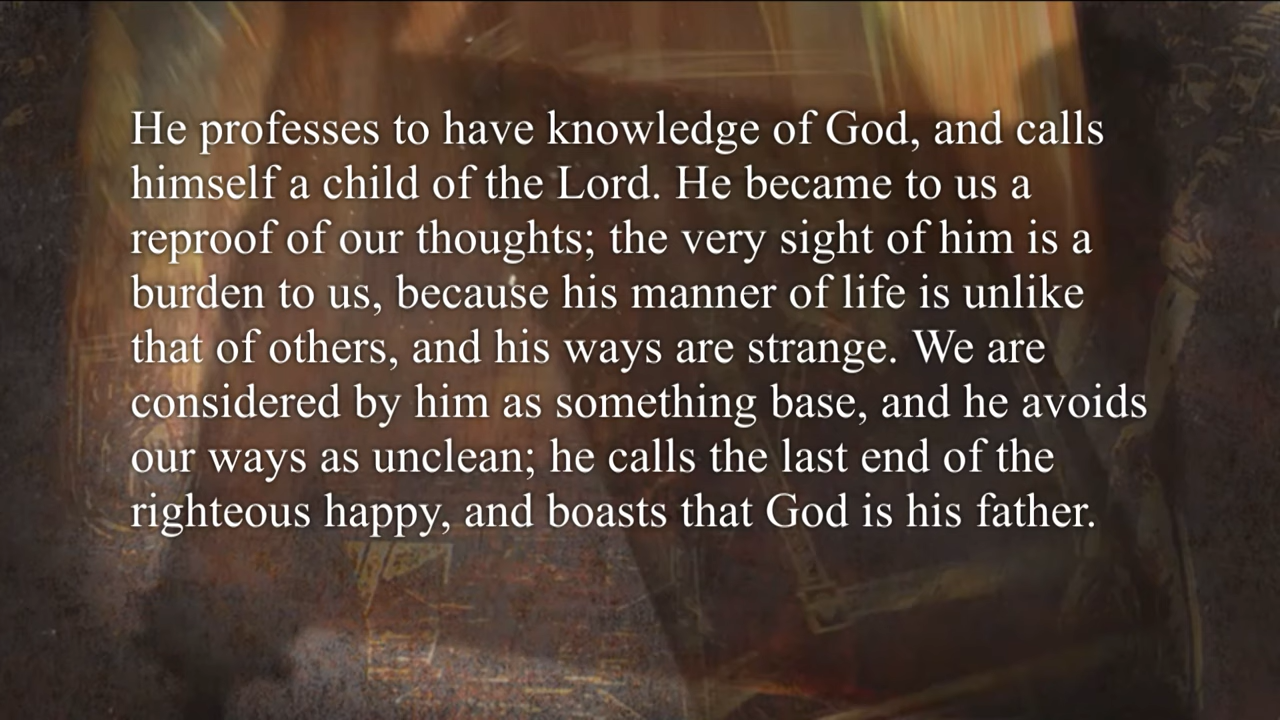 He professes to have knowledge of God, and calls
himself a child of the Lord. He became to us a
reproof of our thoughts; the very sight of him is a
burden to us, because his manner of life is unlike
that of others, and his ways are strange. We are
considered by him as something base, and he avoids
our ways as unclean; he calls the last end of the
righteous happy, and boasts that God is his father.